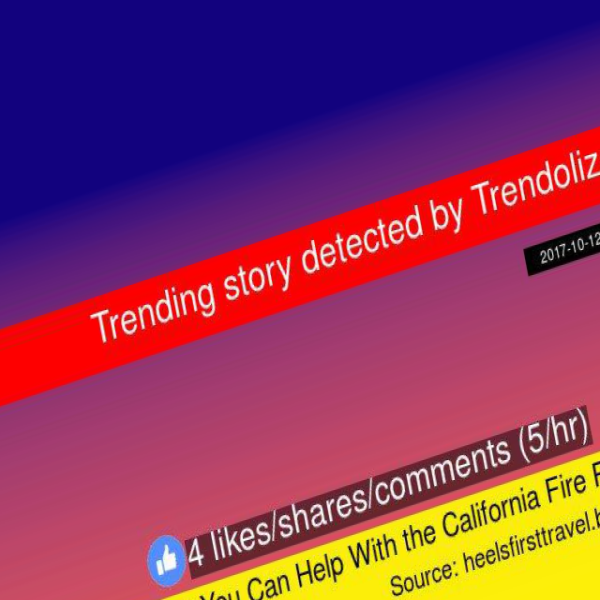 Trending story detected by Trendoliz
2017-10-12
4 likes/shares/comments (5/hr)
You Can Help With the California Fire
Source: heelsfirsttravel.b